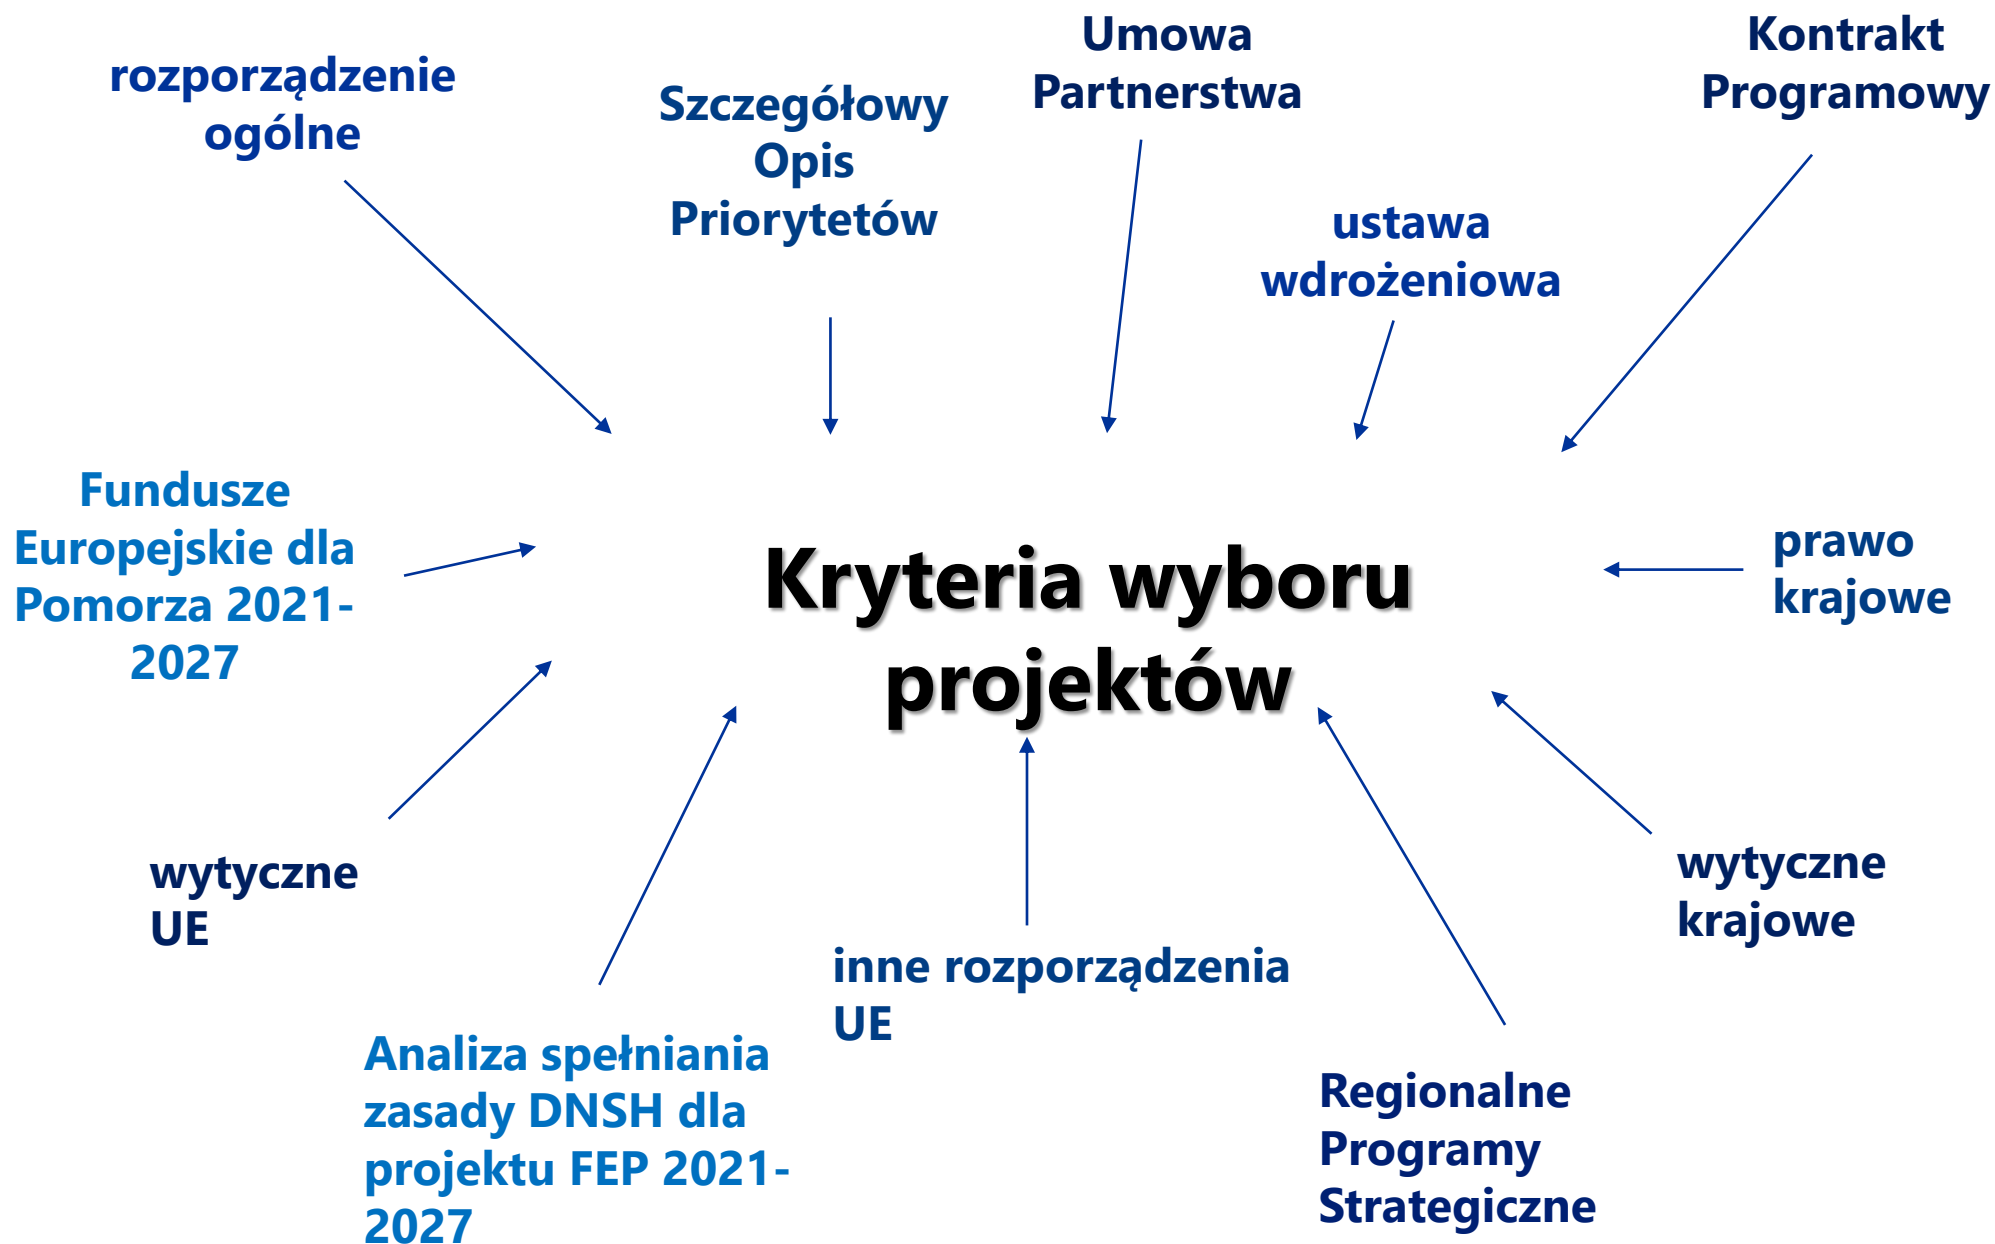 rozporządzenie
ogólne
Szczegółowy
Opis
Priorytetów
Umowa
Partnerstwa
Kontrakt
Programowy
ustawa
wdrożeniowa
Fundusze
Europejskie dla
Pomorza 2021-
2027
Kryteria wyboru
projektów
prawo
krajowe
wytyczne
UE
Analiza spełniania
zasady DNSH dla
projektu FEP 2021-
2027
inne rozporządzenia
UE
Regionalne
Programy
Strategiczne
wytyczne
krajowe